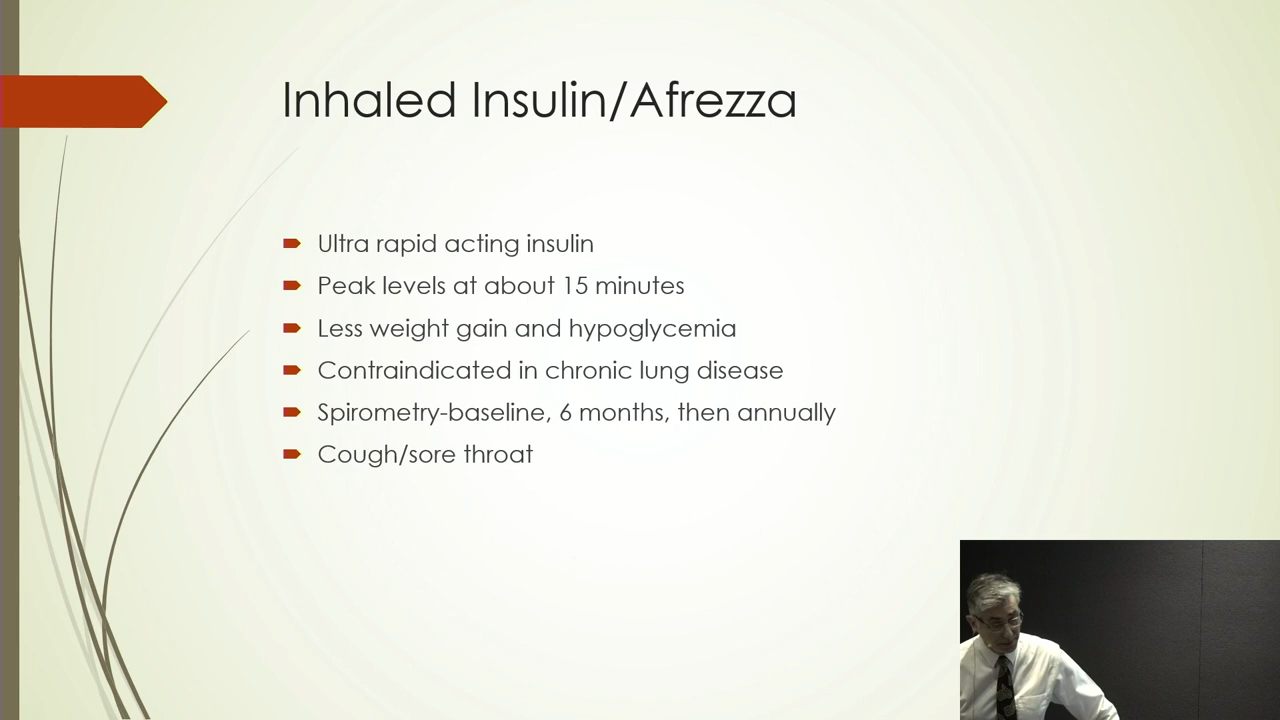 Inhaled Insulin/Afrezza
Ultra rapid acting insulin
Peak levels at about 15 minutes
Less weight gain and hypoglycemia
Contraindicated in chronic lung disease
Spirometry-baseline, 6 months, then annually
Cough/sore throat